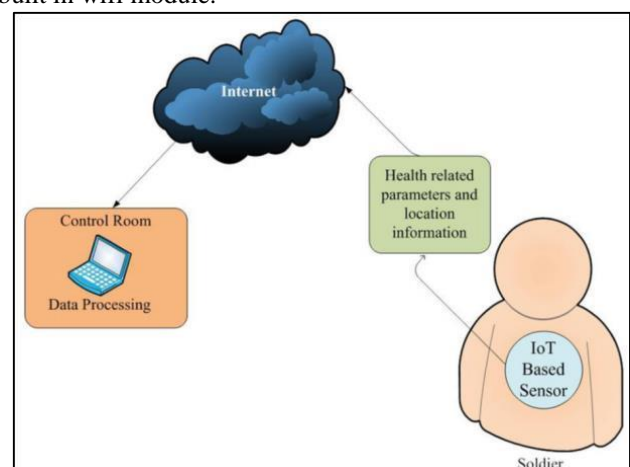 built in wifi module.
Internet
Control Room
Data Processing
Health related
parameters and
location
information
IoT
Based
Sensor
Soldier